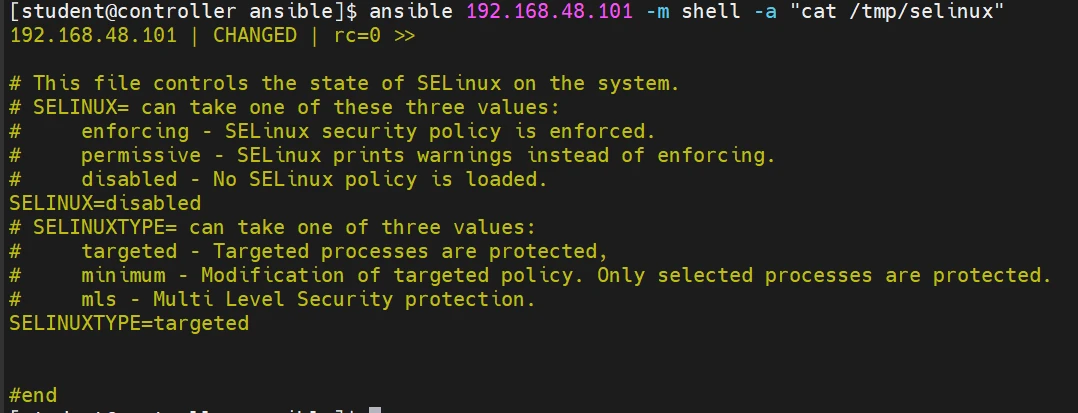 [student@controller ansible]$ ansible 192.168.48.101 -m shell -a "cat /tmp/selinux"
192.168.48.101 | CHANGED | rc=0 >>
# This file controls the state of SELinux on the system.
# SELINUX= can take one of these three values:
#     enforcing - SELinux security policy is enforced.
#     permissive - SELinux prints warnings instead of enforcing.
#     disabled - No SELinux policy is loaded.
SELINUX=disabled
# SELINUXTYPE= can take one of three values:
#     targeted - Targeted processes are protected,
#     minimum - Modification of targeted policy. Only selected processes are protected.
#     mls - Multi Level Security protection.
SELINUXTYPE=targeted
#end